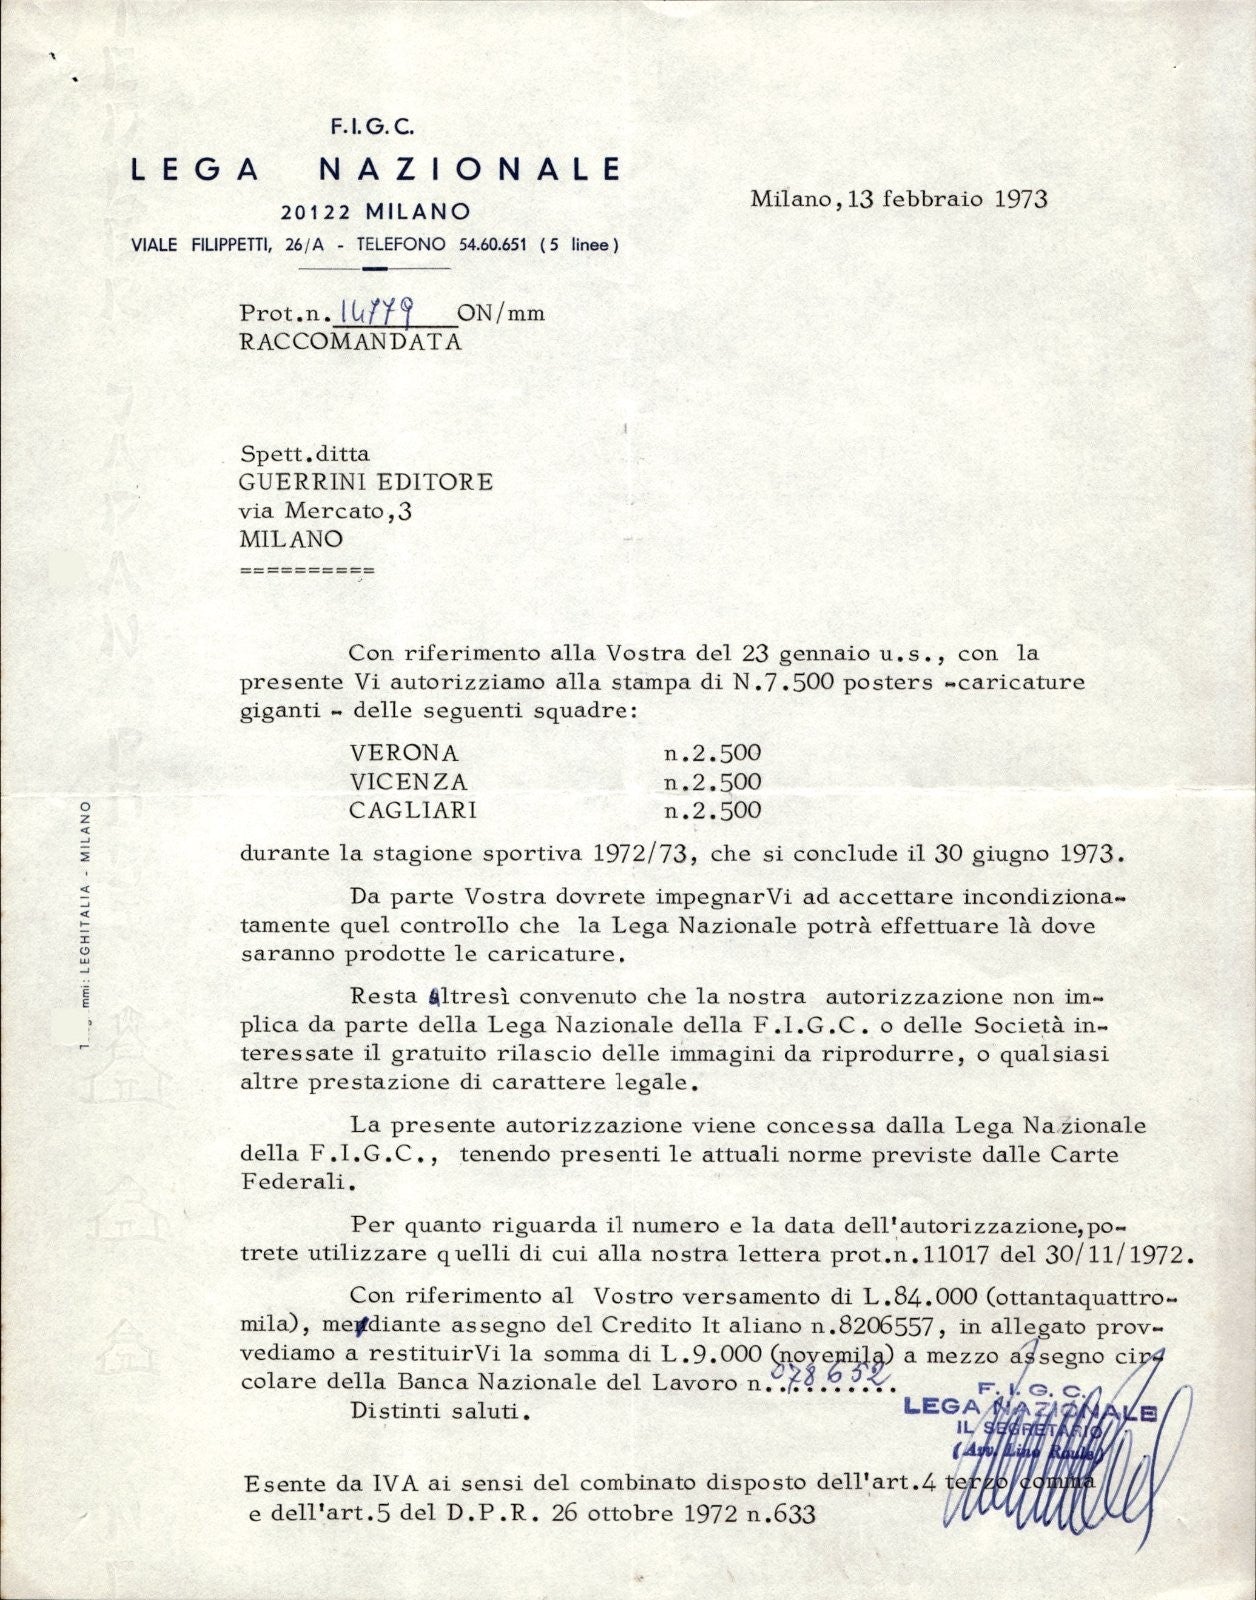 F.I.G.C.
LEGA NAZIONALE
20122 MILANO
VIALE FILIPPETTI, 26/A - TELEFONO 54.60.651 (5 linee)
Milano, 13 febbraio 1973
Prot.n. 14779 ON/mm
RACCOMANDATA
Spett.ditta
GUERRINI EDITORE
via Mercato,3
MILANO
==========
Con riferimento alla Vostra del 23 gennaio u.s., con la
presente Vi autorizziamo alla stampa di N.7.500 posters -caricature
giganti - delle seguenti squadre:
VERONA n.2.500
VICENZA n.2.500
CAGLIARI n.2.500
durante la stagione sportiva 1972/73, che si conclude il 30 giugno 1973.
Da parte Vostra dovrete impegnarVi ad accettare incondiziona-
tamente quel controllo che la Lega Nazionale potrà effettuare là dove
saranno prodotte le caricature.
Resta altresì convenuto che la nostra autorizzazione non im-
plica da parte della Lega Nazionale della F.I.G.C. o delle Società in-
teressate il gratuito rilascio delle immagini da riprodurre, o qualsiasi
altre prestazione di carattere legale.
La presente autorizzazione viene concessa dalla Lega Nazionale
della F.I.G.C., tenendo presenti le attuali norme previste dalle Carte
Federali.
Per quanto riguarda il numero e la data dell'autorizzazione,po-
trete utilizzare quelli di cui alla nostra lettera prot.n.11017 del 30/11/1972.
Con riferimento al Vostro versamento di L.84.000 (ottantaquattro-
mila), mediante assegno del Credito It aliano n.8206557, in allegato prov-
vediamo a restituirVi la somma di L.9.000 (novemila) a mezzo assegno cir-
colare della Banca Nazionale del Lavoro n. 078652
Distinti saluti.
F. I. G. C.
LEGA NAZIONALE
IL SEGRETARIO
(Avv. Lino Raule)
Esente da IVA ai sensi del combinato disposto dell'art.4 terzo comma
e dell'art.5 del D.P.R. 26 ottobre 1972 n.633
mmi: LEGHITALIA - MILANO